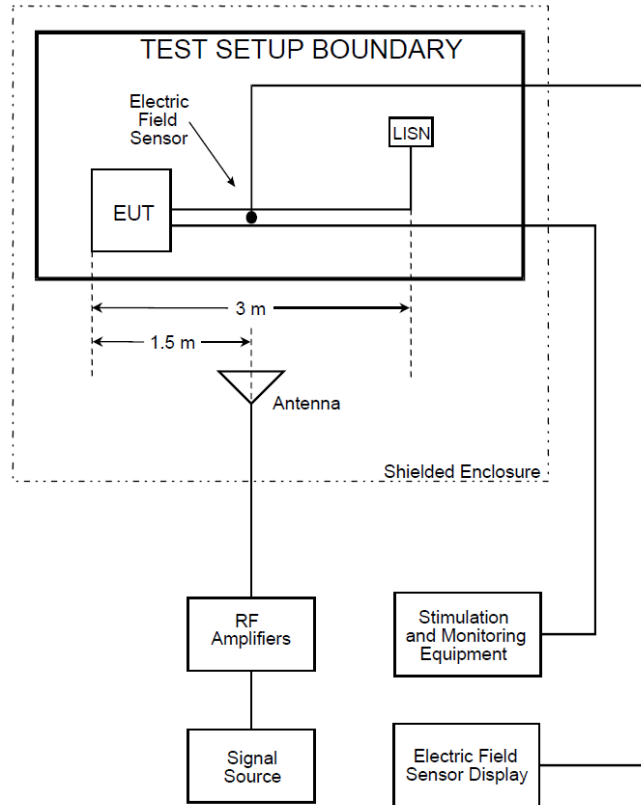 TEST SETUP BOUNDARY
Electric
Field
Sensor
LISN
EUT
3 m
1.5 m
Antenna
Shielded Enclosure
RF
Amplifiers
Stimulation
and Monitoring
Equipment
Signal
Source
Electric Field
Sensor Display